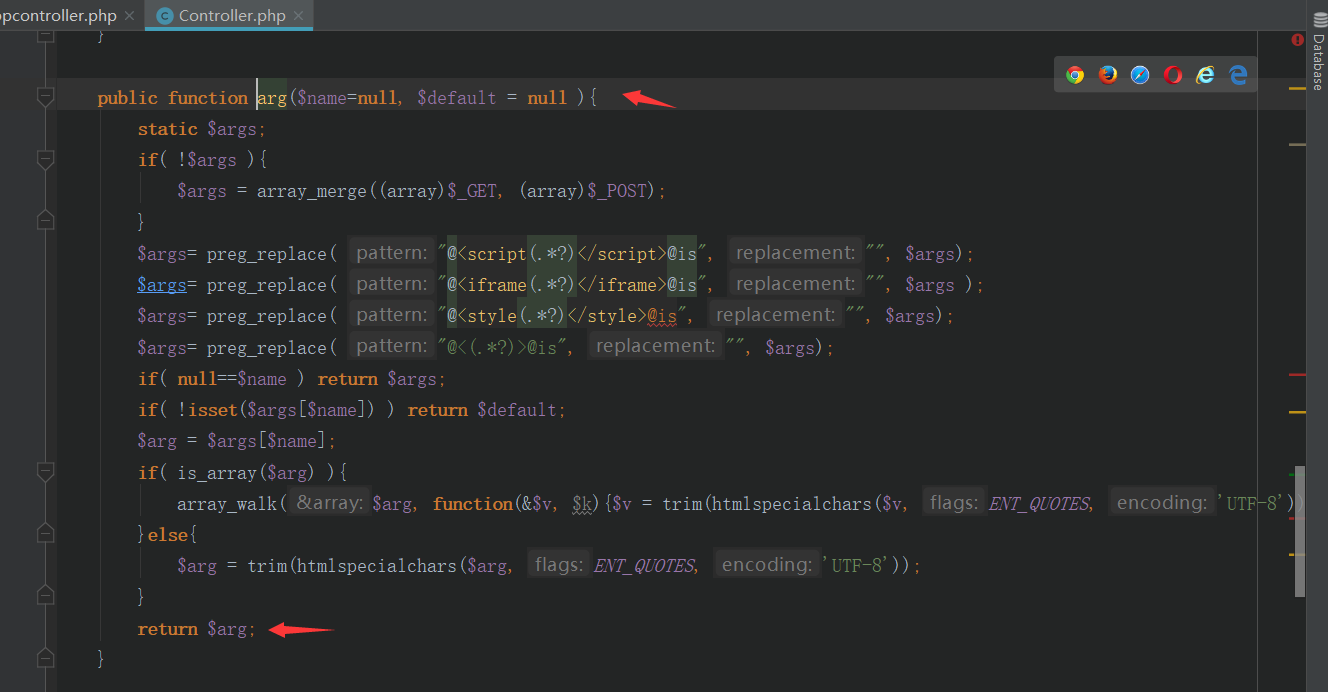 opcontroller.php × C Controller.php ×
Database
}
public function arg($name=null, $default = null ){
static $args;
if( !$args ){
$args = array_merge((array)$_GET, (array)$_POST);
}
$args= preg_replace( pattern: "@<script(.*?)</script>@is", replacement: "", $args);
$args= preg_replace( pattern: "@<iframe(.*?)</iframe>@is", replacement: "", $args );
$args= preg_replace( pattern: "@<style(.*?)</style>@is", replacement: "", $args);
$args= preg_replace( pattern: "@<(.*?)>@is", replacement: "", $args);
if( null==$name ) return $args;
if( !isset($args[$name]) ) return $default;
$arg = $args[$name];
if( is_array($arg) ){
array_walk( &array: $arg, function(&$v, $k){$v = trim(htmlspecialchars($v, flags: ENT_QUOTES, encoding: 'UTF-8'))
}else{
$arg = trim(htmlspecialchars($arg, flags: ENT_QUOTES, encoding: 'UTF-8'));
}
return $arg;
}